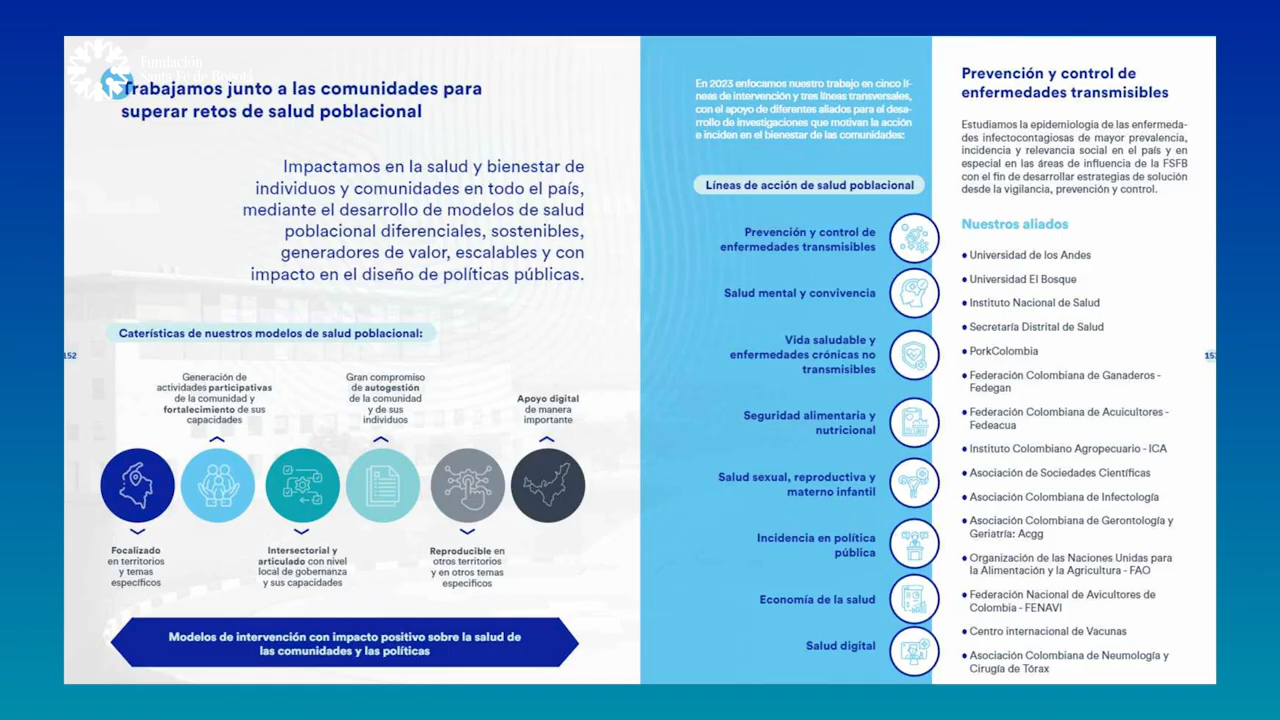 Fundación
Santa Fe de Bogotá
Trabajamos junto a las comunidades para
superar retos de salud poblacional
Impactamos en la salud y bienestar de
individuos y comunidades en todo el país,
mediante el desarrollo de modelos de salud
poblacional diferenciales, sostenibles,
generadores de valor, escalables y con
impacto en el diseño de políticas públicas.
Caterísticas de nuestros modelos de salud poblacional:
152
Generación de
actividades participativas
de la comunidad y
fortalecimiento de sus
capacidades
Gran compromiso
de autogestión
de la comunidad
y de sus
individuos
Apoyo digital
de manera
importante
Focalizado
en territorios
y temas
específicos
Intersectorial y
articulado con nivel
local de gobernanza
y sus capacidades
Reproducible en
otros territorios
y en otros temas
especificos
Modelos de intervención con impacto positivo sobre la salud de
las comunidades y las políticas
En 2023 enfocamos nuestro trabajo en cinco lí-
neas de intervención y tres líneas transversales,
con el apoyo de diferentes aliados para el desa-
rrollo de investigaciones que motivan la acción
e inciden en el bienestar de las comunidades:
Líneas de acción de salud poblacional
Prevención y control de
enfermedades transmisibles
Salud mental y convivencia
Vida saludable y
enfermedades crónicas no
transmisibles
Seguridad alimentaria y
nutricional
Salud sexual, reproductiva y
materno infantil
Incidencia en política
pública
Economía de la salud
Salud digital
Prevención y control de
enfermedades transmisibles
Estudiamos la epidemiología de las enfermeda-
des infectocontagiosas de mayor prevalencia,
incidencia y relevancia social en el país y en
especial en las áreas de influencia de la FSFB
con el fin de desarrollar estrategias de solución
desde la vigilancia, prevención y control.
Nuestros aliados
• Universidad de los Andes
• Universidad El Bosque
• Instituto Nacional de Salud
• Secretaría Distrital de Salud
• PorkColombia
• Federación Colombiana de Ganaderos -
Fedegan
• Federación Colombiana de Acuicultores -
Fedeacua
• Instituto Colombiano Agropecuario - ICA
• Asociación de Sociedades Científicas
• Asociación Colombiana de Infectología
• Asociación Colombiana de Gerontología y
Geriatría: Acgg
• Organización de las Naciones Unidas para
la Alimentación y la Agricultura - FAO
• Federación Nacional de Avicultores de
Colombia - FENAVI
• Centro internacional de Vacunas
• Asociación Colombiana de Neumología y
Cirugía de Tórax